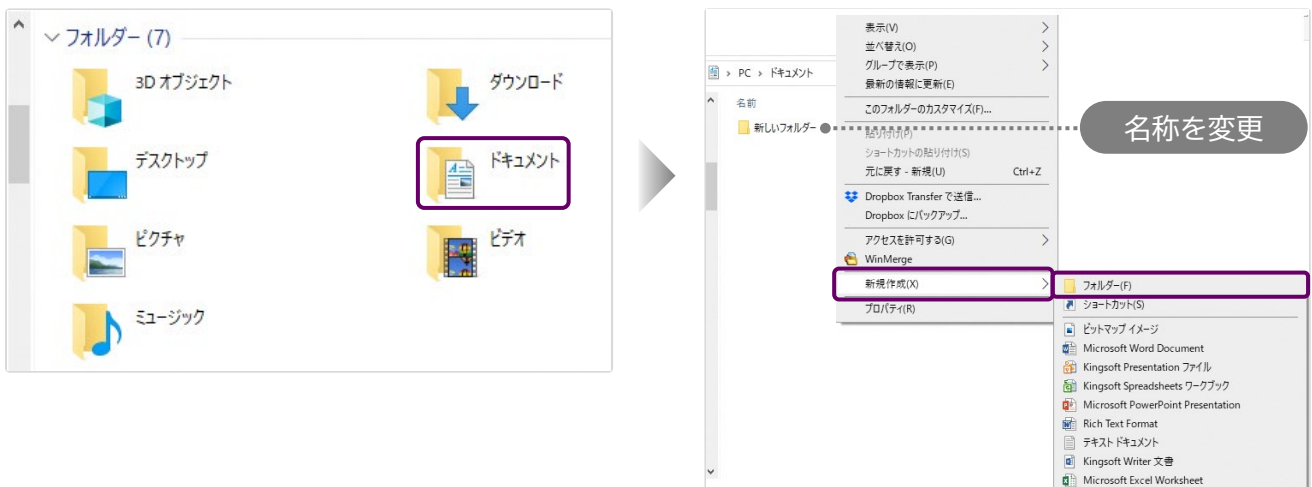 フォルダー (7)
3D オブジェクト
ダウンロード
デスクトップ
ドキュメント
ピクチャ
ビデオ
ミュージック
PC › ドキュメント
名前
新しいフォルダー
名称を変更
表示(V)
並べ替え(O)
グループで表示(P)
最新の情報に更新(E)
このフォルダーのカスタマイズ(F)...
貼り付け(P)
ショートカットの貼り付け(S)
元に戻す - 新規(U) Ctrl+Z
Dropbox Transfer で送信...
Dropbox にバックアップ...
アクセスを許可する(G)
WinMerge
新規作成(X)
プロパティ(R)
フォルダー(F)
ショートカット(S)
ビットマップ イメージ
Microsoft Word Document
Kingsoft Presentation ファイル
Kingsoft Spreadsheets ワークブック
Microsoft PowerPoint Presentation
Rich Text Format
テキスト ドキュメント
Kingsoft Writer 文書
Microsoft Excel Worksheet